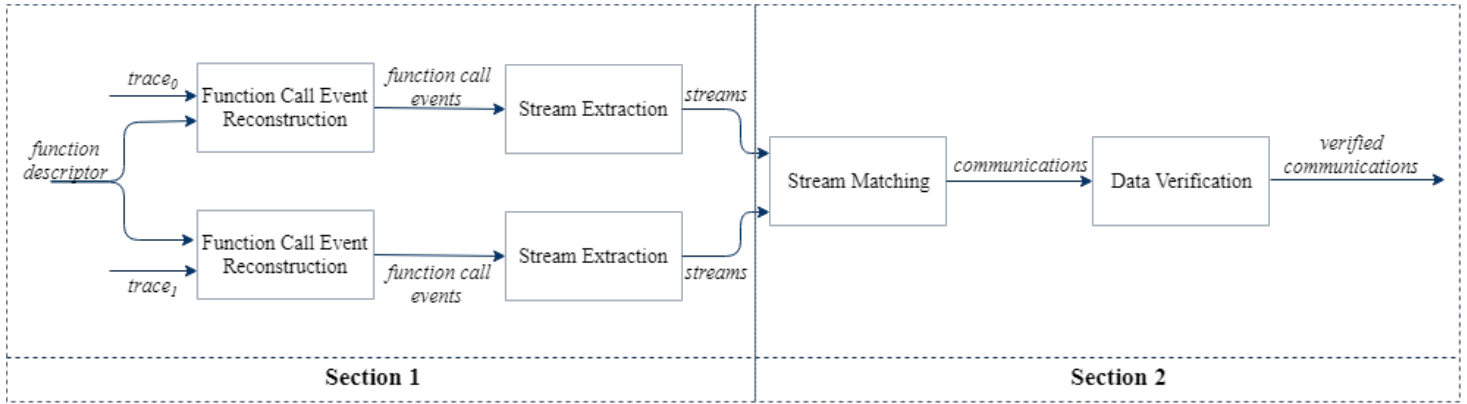 trace0
function call
events
Function Call Event
Reconstruction
Stream Extraction
streams
function
descriptor
Stream Matching
communications
Data Verification
verified
communications
Function Call Event
Reconstruction
Stream Extraction
trace1
function call
events
streams
Section 1
Section 2